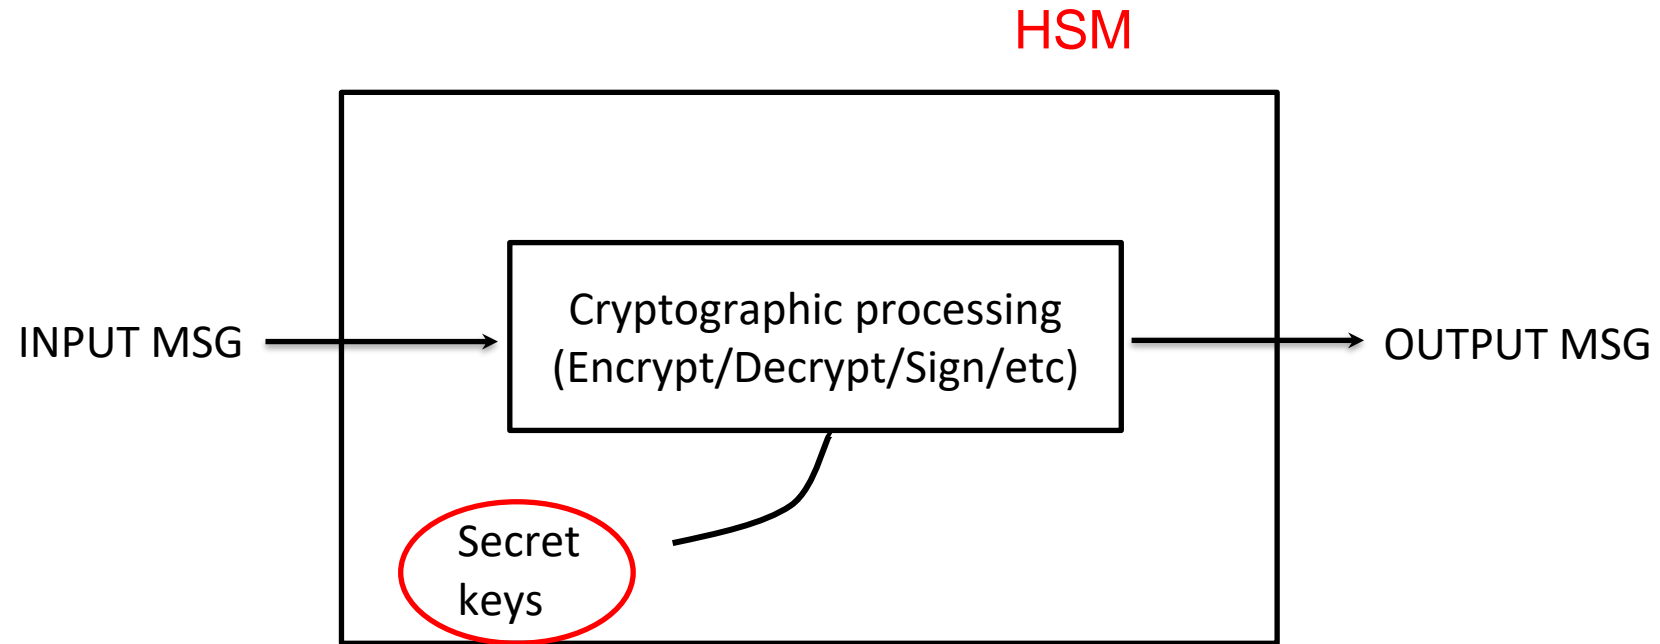 HSM
Cryptographic processing
(Encrypt/Decrypt/Sign/etc)
INPUT MSG
OUTPUT MSG
Secret
keys